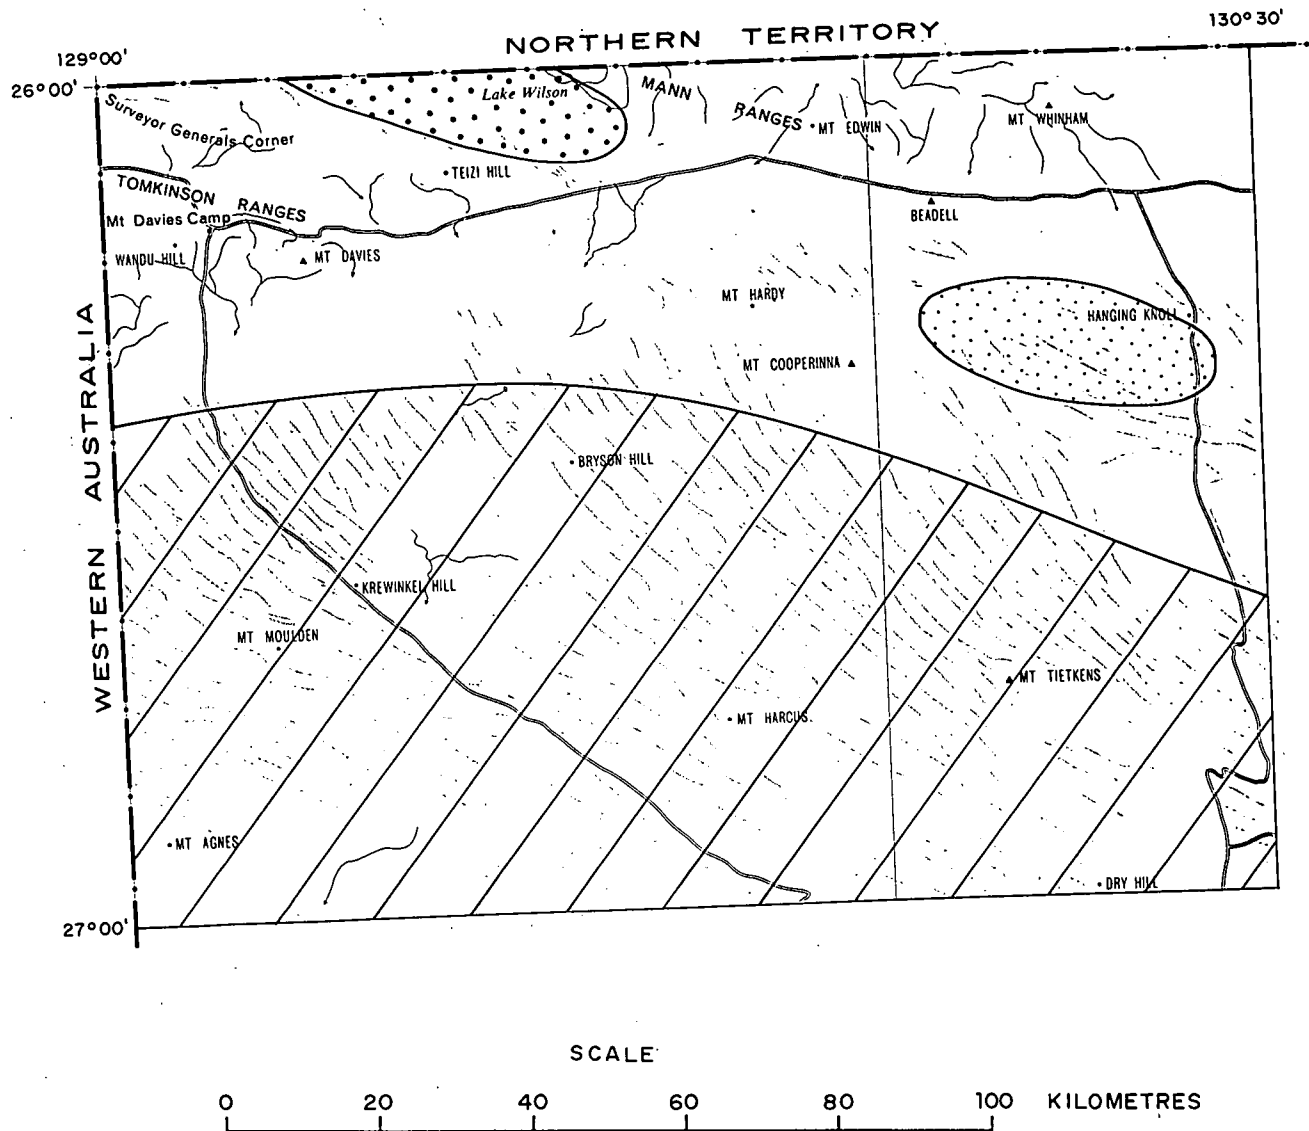 NORTHERN TERRITORY
130°30'
129°00'
26°00'
Lake Wilson
MANN
RANGES
MT EDWIN
MT WHINHAM
Surveyor Generals Corner
TEIZI HILL
TOMKINSON
RANGES
Mt Davies Camp
BEADELL
WANDU HILL
MT DAVIES
MT HARDY
HANGING KNOLL
MT COOPERINNA
WESTERN AUSTRALIA
BRYSON HILL
KREWINKEL HILL
MT MOULDEN
MT TIETKENS
MT HARCUS
MT AGNES
DRY HILL
27°00'
SCALE
0 20 40 60 80 100 KILOMETRES